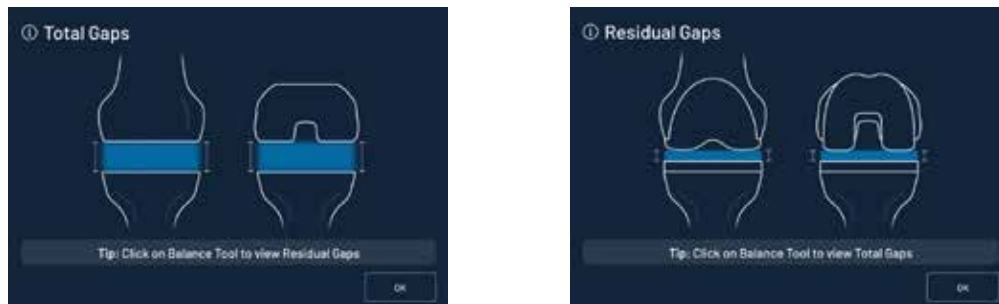 ⓘ Total Gaps
Tip: Click on Balance Tool to view Residual Gaps
OK
ⓘ Residual Gaps
Tip: Click on Balance Tool to view Total Gaps
OK